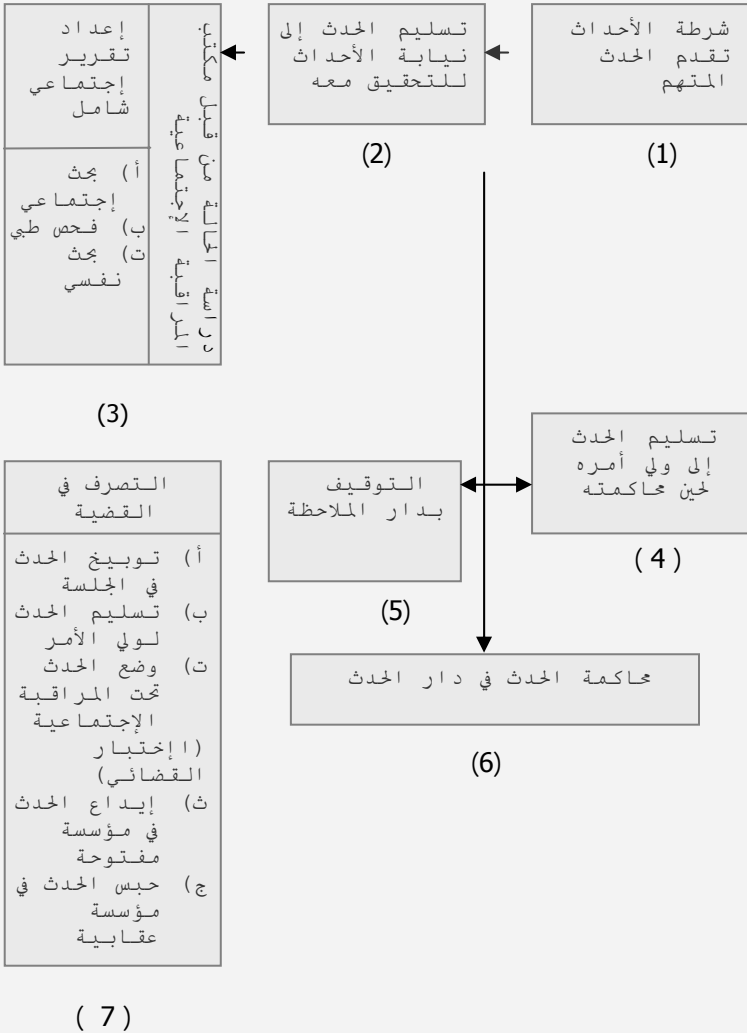 شرطة الأحداث
تقدم الحدث
المتهم
(1)
تسليم الحدث إلى
نيابة الأحداث
للتحقيق معه
(2)
دراسة الحالة من قبل مكتب
المراقبة الإجتماعية
إعداد
تقرير
إجتماعي
شامل
أ) بحث
إجتماعي
ب) فحص طبي
ت) بحث
نفسي
(3)
تسليم الحدث
إلى ولي أمره
لحين محاكمته
( 4 )
التوقيف
بدار الملاحظة
(5)
محاكمة الحدث في دار الحدث
(6)
التصرف في
القضية
أ) توبيخ الحدث
في الجلسة
ب) تسليم الحدث
لولي الأمر
ت) وضع الحدث
تحت المراقبة
الإجتماعية
(اإختبار
القضائي)
ث) إيداع الحدث
في مؤسسة
مفتوحة
ج) حبس الحدث في
مؤسسة
عقابية
( 7 )